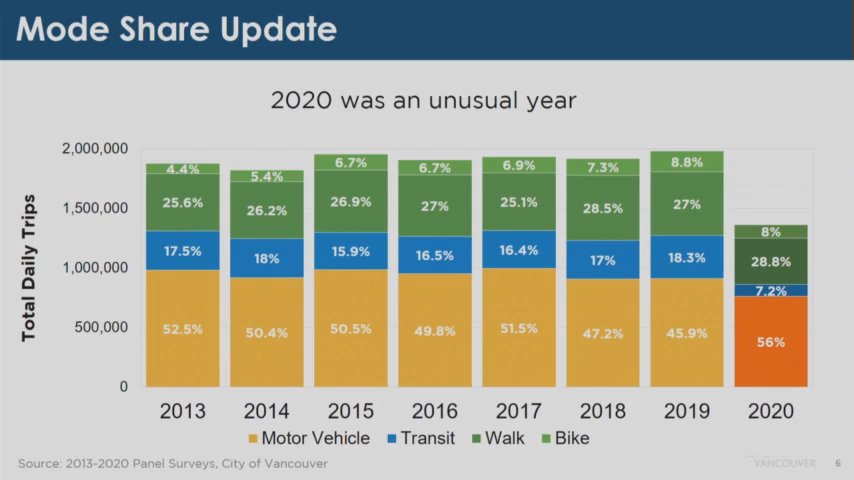 Mode Share Update
2020 was an unusual year
Total Daily Trips
2,000,000
1,500,000
1,000,000
500,000
0
4.4% 5.4% 6.7% 6.7% 6.9% 7.3% 8.8% 8%
25.6% 26.2% 26.9% 27% 25.1% 28.5% 27% 28.8%
17.5% 18% 15.9% 16.5% 16.4% 17% 18.3% 7.2%
52.5% 50.4% 50.5% 49.8% 51.5% 47.2% 45.9% 56%
2013 2014 2015 2016 2017 2018 2019 2020
Motor Vehicle Transit Walk Bike
Source: 2013-2020 Panel Surveys, City of Vancouver
VANCOUVER 6